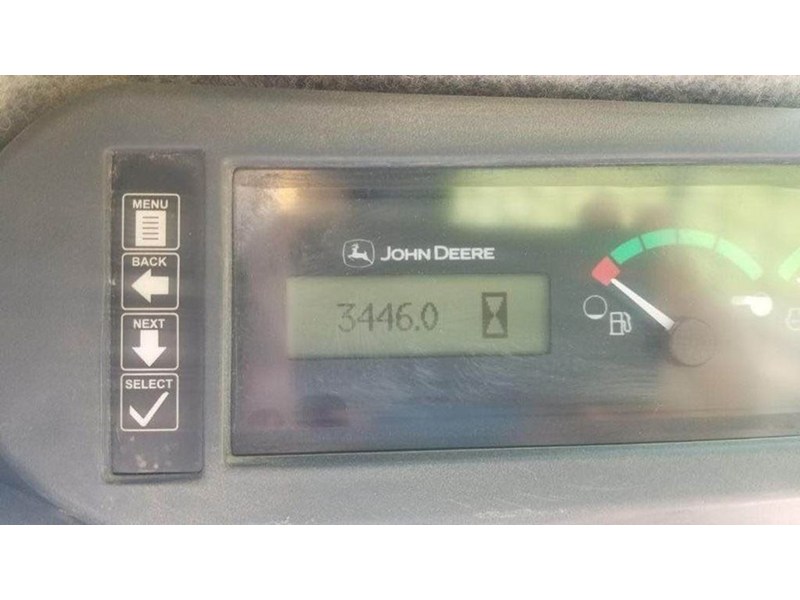 MENU
BACK
NEXT
SELECT
JOHN DEERE
3446.0